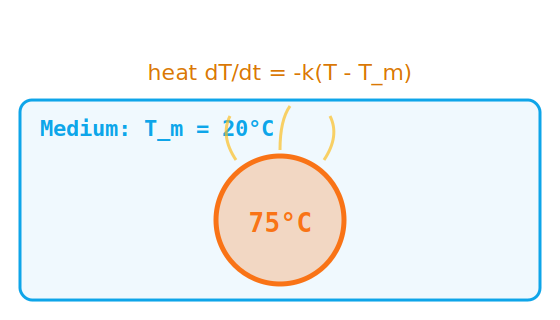 heat dT/dt = -k(T - T_m)
Medium: T_m = 20°C
75°C